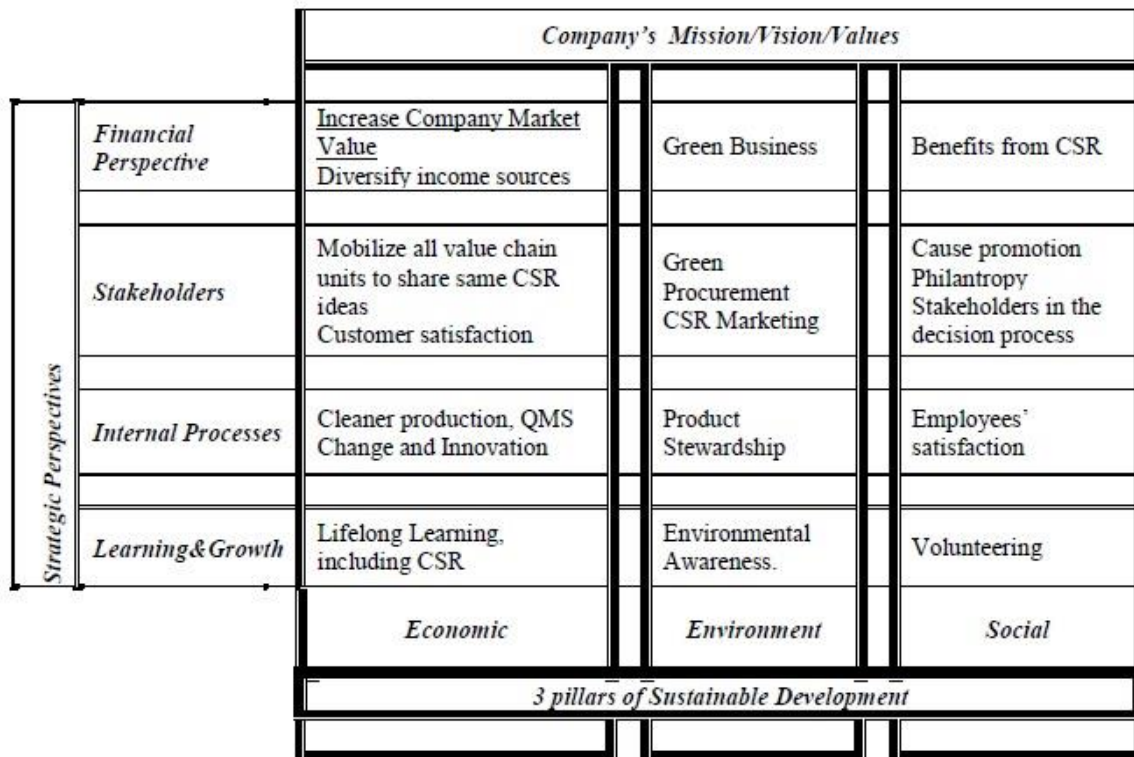 Company's Mission/Vision/Values
Strategic Perspectives
Financial
Perspective
Increase Company Market
Value
Diversify income sources
Green Business
Benefits from CSR
Stakeholders
Mobilize all value chain
units to share same CSR
ideas
Customer satisfaction
Green
Procurement
CSR Marketing
Cause promotion
Philantropy
Stakeholders in the
decision process
Internal Processes
Cleaner production, QMS
Change and Innovation
Product
Stewardship
Employees'
satisfaction
Learning&Growth
Lifelong Learning,
including CSR
Environmental
Awareness.
Volunteering
Economic
Environment
Social
3 pillars of Sustainable Development